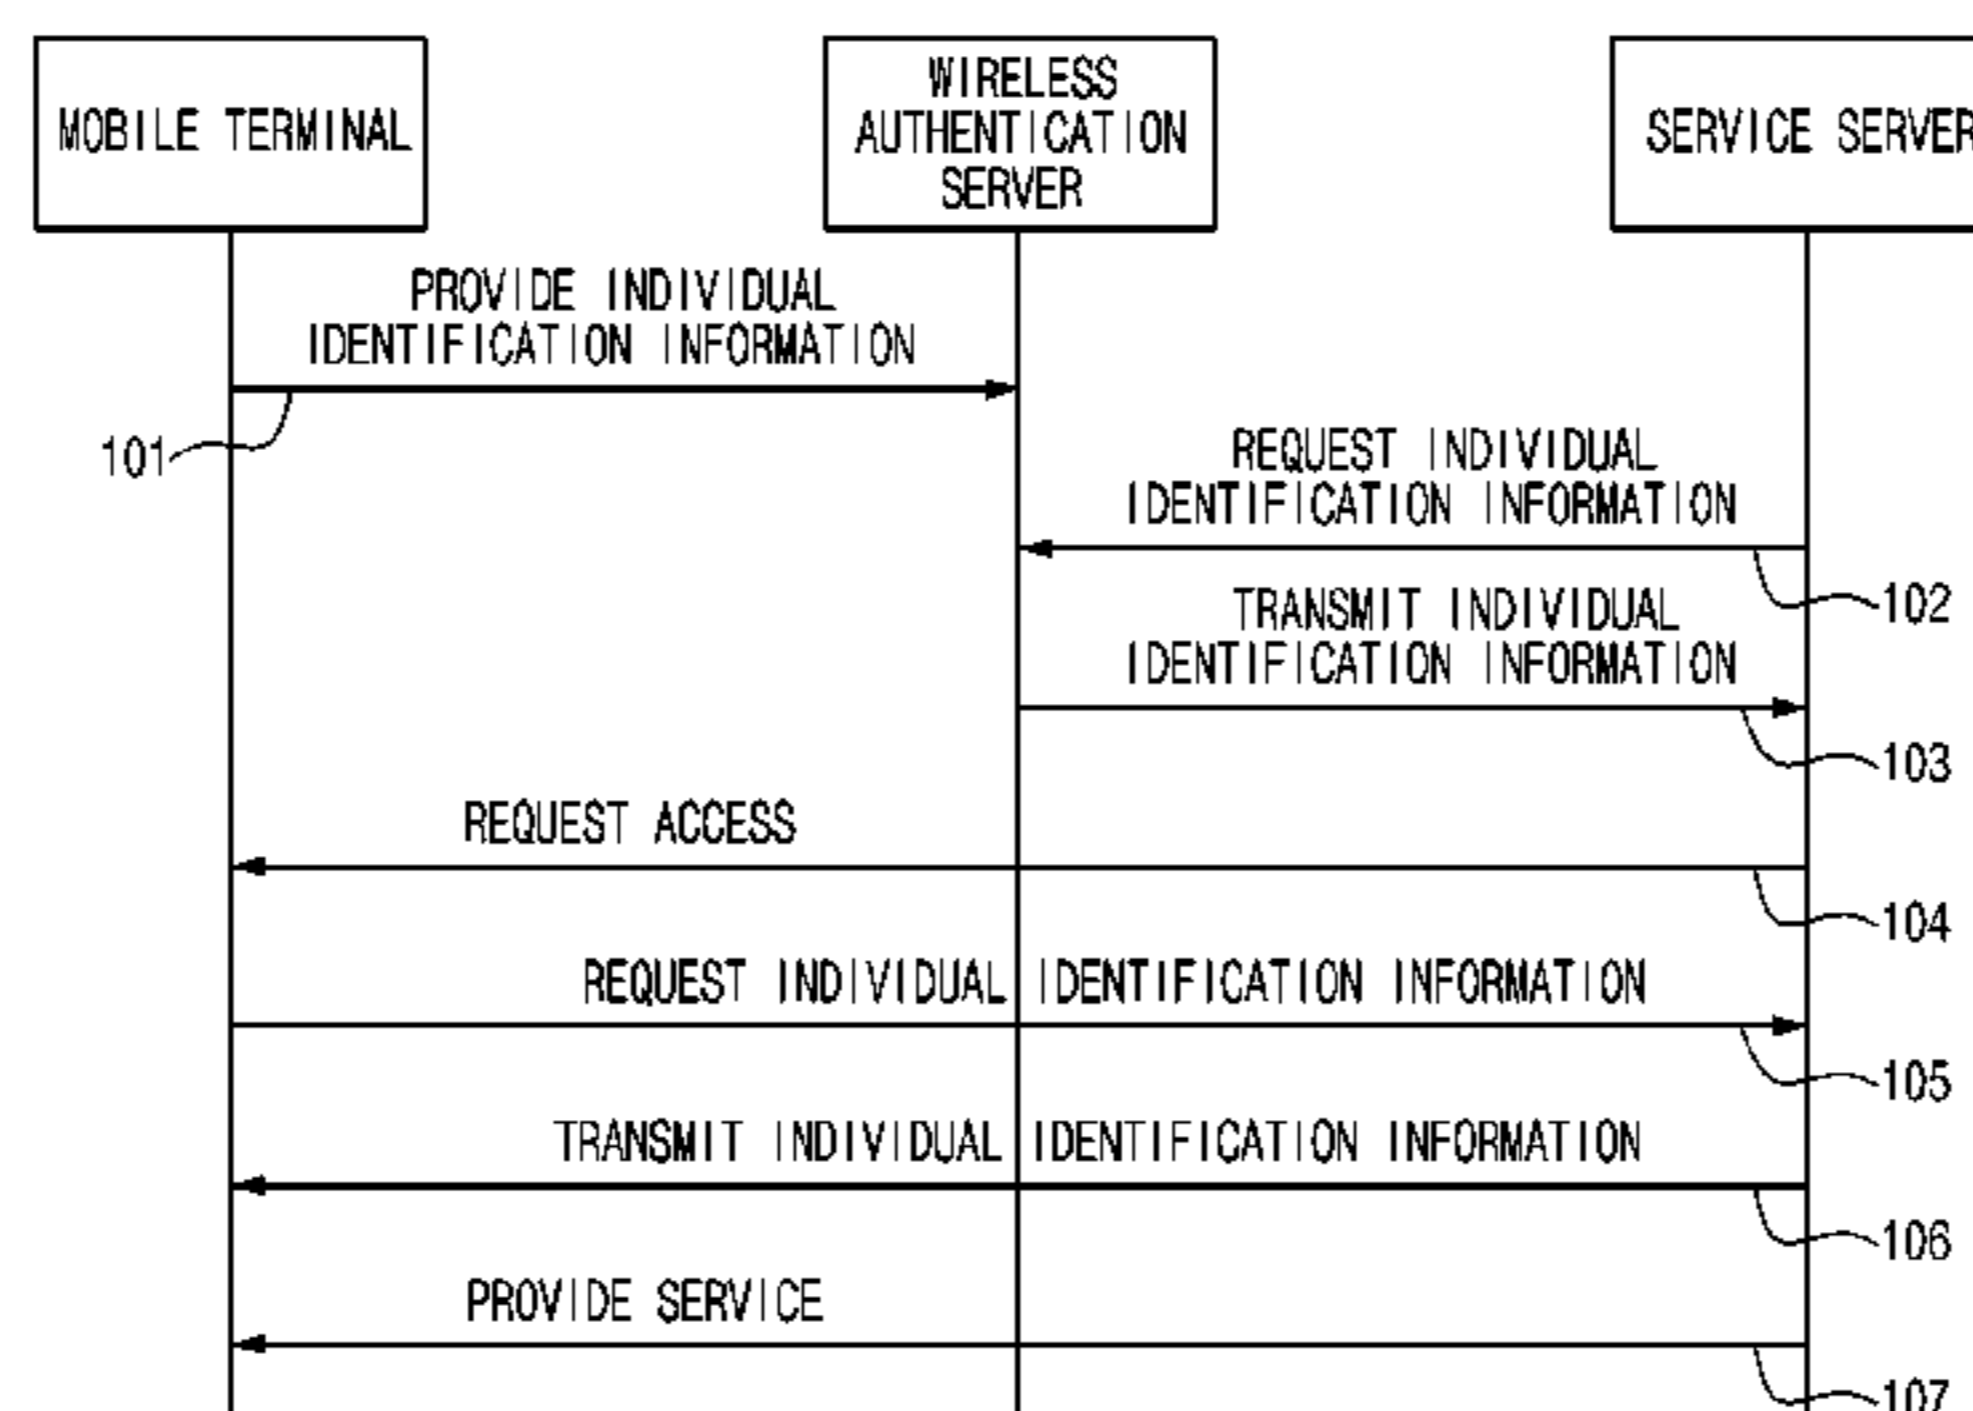 MOBILE TERMINAL
WIRELESS
AUTHENTICATION
SERVER
SERVICE SERVER
PROVIDE INDIVIDUAL
IDENTIFICATION INFORMATION
101
REQUEST INDIVIDUAL
IDENTIFICATION INFORMATION
102
TRANSMIT INDIVIDUAL
IDENTIFICATION INFORMATION
103
REQUEST ACCESS
104
REQUEST INDIVIDUAL IDENTIFICATION INFORMATION
105
TRANSMIT INDIVIDUAL IDENTIFICATION INFORMATION
106
PROVIDE SERVICE
107